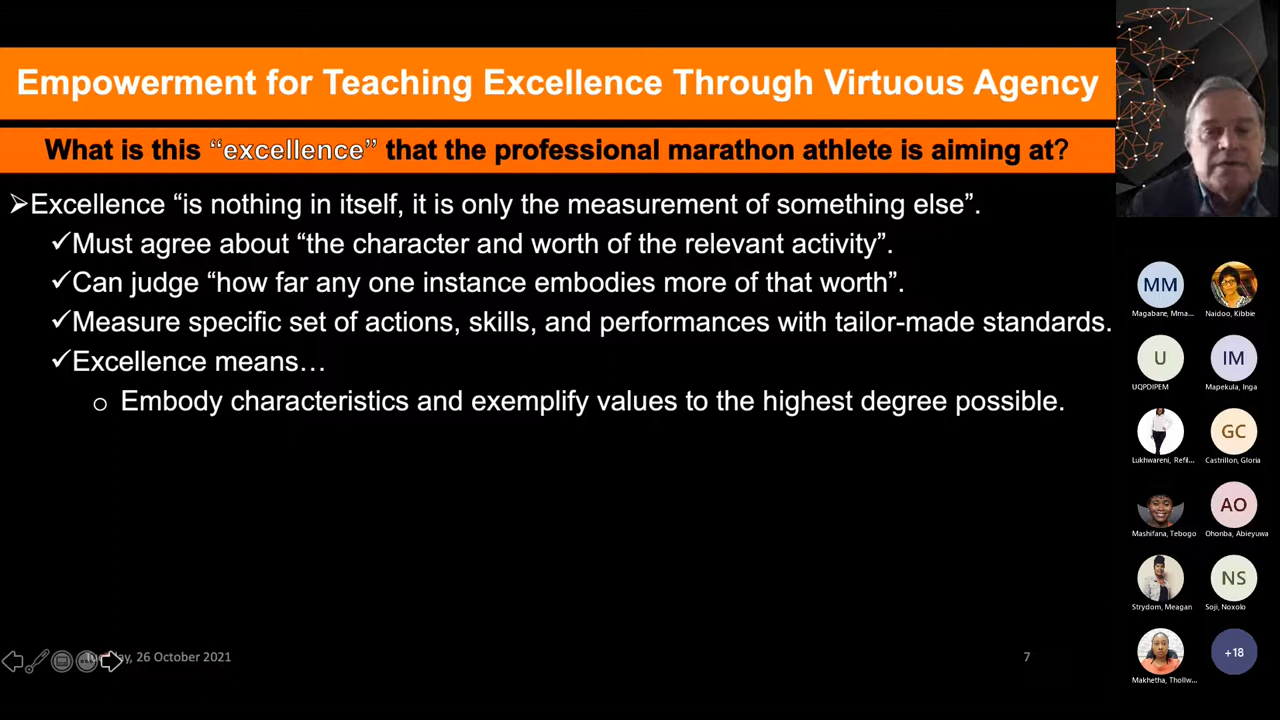 Empowerment for Teaching Excellence Through Virtuous Agency
What is this “excellence” that the professional marathon athlete is aiming at?
➢Excellence “is nothing in itself, it is only the measurement of something else”.
✓Must agree about “the character and worth of the relevant activity”.
✓Can judge “how far any one instance embodies more of that worth”.
✓Measure specific set of actions, skills, and performances with tailor-made standards.
✓Excellence means…
o Embody characteristics and exemplify values to the highest degree possible.
26 October 2021
7
MM
Magabane, Mma...
Naidoo, Kibbie
U
UQPDIPEM
IM
Mapekula, Inga
Lukhwareni, Refil...
GC
Castrillon, Gloria
Mashifana, Tebogo
AO
Ohonba, Abieyuwa
Strydom, Meagan
NS
Soji, Noxolo
Makhetha, Thollw...
+18